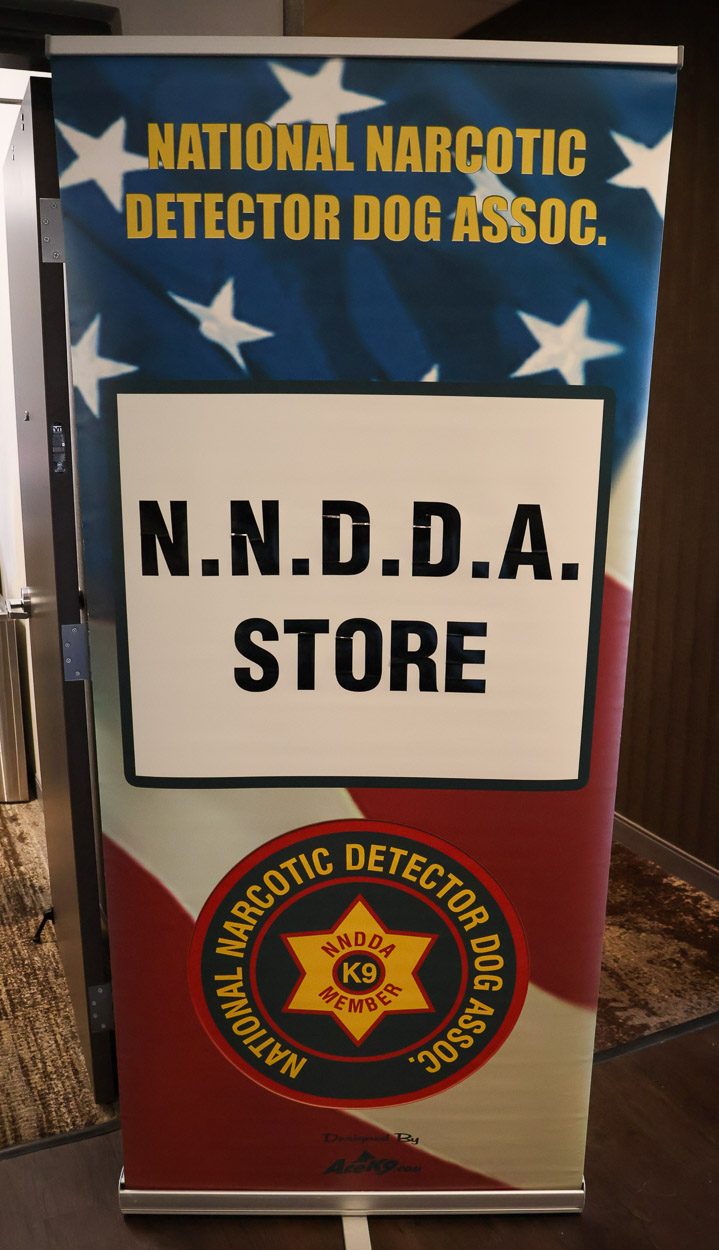 NATIONAL NARCOTIC
DETECTOR DOG ASSOC.
N.N.D.D.A.
STORE
NATIONAL NARCOTIC DETECTOR DOG ASSOC.
NNDDA
K9
MEMBER
Designed By
AceK9.com